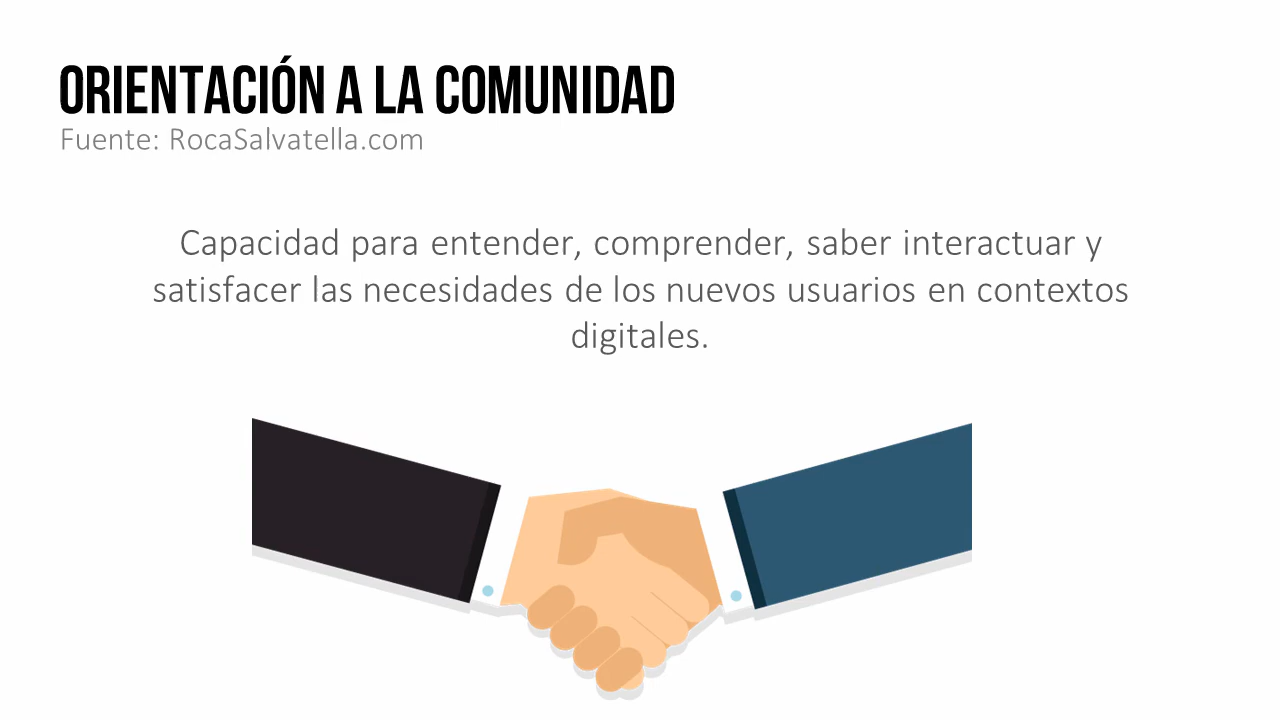 ORIENTACIÓN A LA COMUNIDAD
Fuente: RocaSalvatella.com
Capacidad para entender, comprender, saber interactuar y
satisfacer las necesidades de los nuevos usuarios en contextos
digitales.